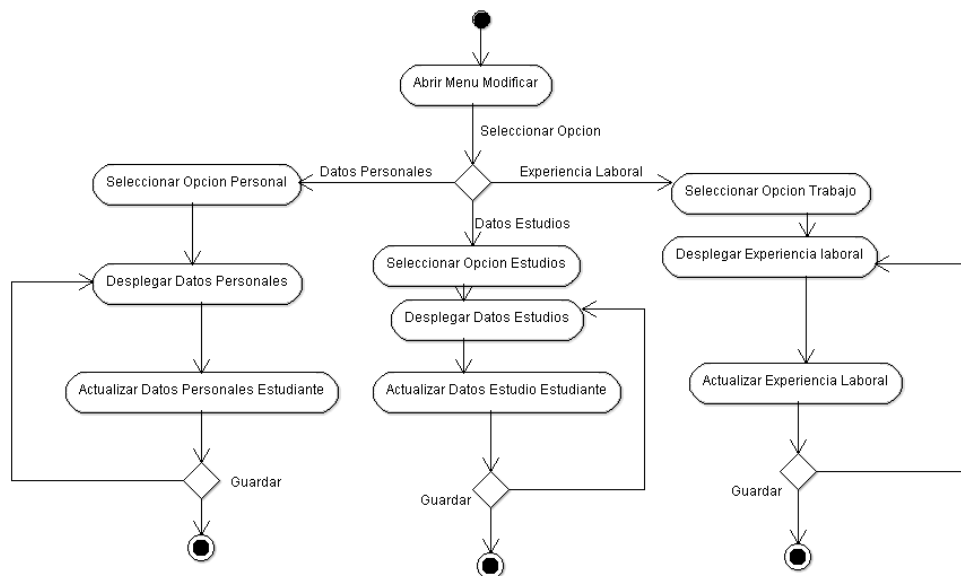 Abrir Menu Modificar
Seleccionar Opcion
Datos Personales
Experiencia Laboral
Seleccionar Opcion Personal
Seleccionar Opcion Trabajo
Datos Estudios
Desplegar Experiencia laboral
Seleccionar Opcion Estudios
Desplegar Datos Personales
Desplegar Datos Estudios
Actualizar Datos Personales Estudiante
Actualizar Datos Estudio Estudiante
Actualizar Experiencia Laboral
Guardar
Guardar
Guardar